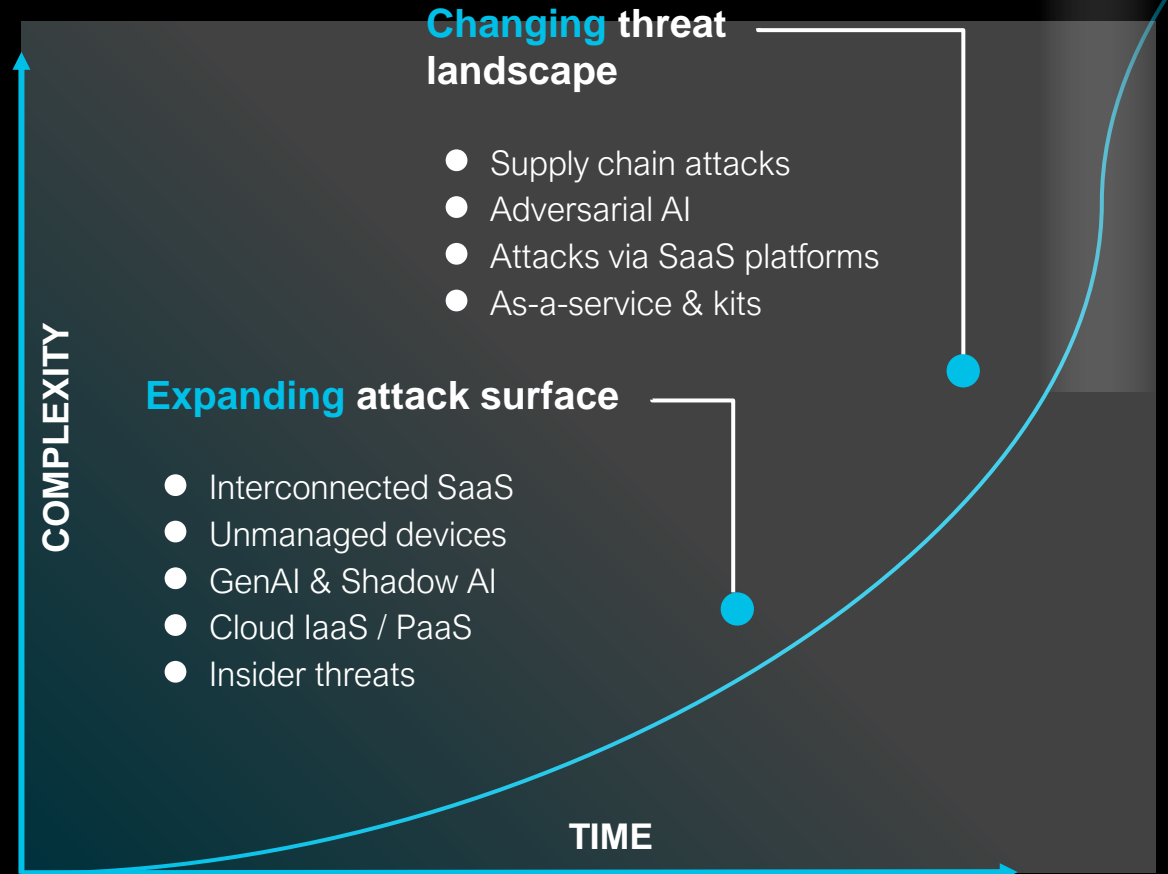 Changing threat
landscape
Supply chain attacks
Adversarial AI
Attacks via SaaS platforms
As-a-service & kits
COMPLEXITY
Expanding attack surface
Interconnected SaaS
Unmanaged devices
GenAI & Shadow AI
Cloud IaaS / PaaS
Insider threats
TIME